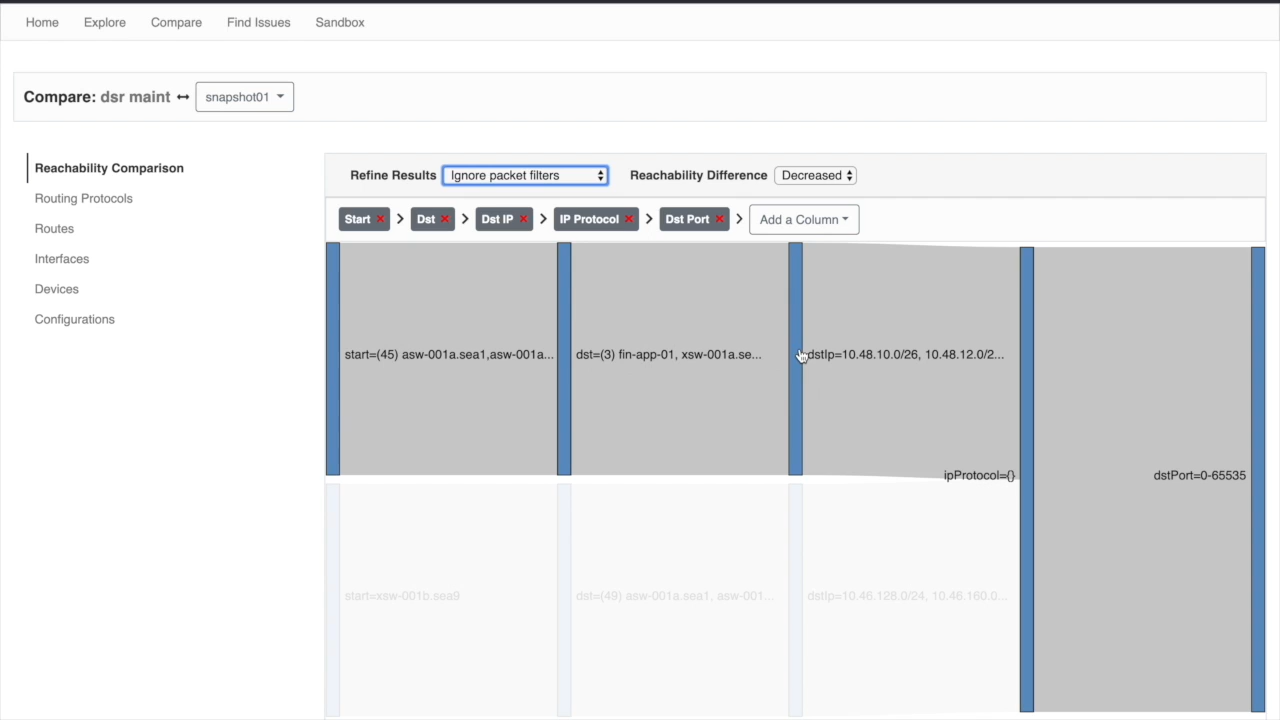 Home Explore Compare Find Issues Sandbox
Compare: dsr maint ↔ snapshot01
Reachability Comparison
Routing Protocols
Routes
Interfaces
Devices
Configurations
Refine Results Ignore packet filters Reachability Difference Decreased
Start × > Dst × > Dst IP × > IP Protocol × > Dst Port × > Add a Column
start=(45) asw-001a.sea1,asw-001a... dst=(3) fin-app-01, xsw-001a.se... dstIp=10.48.10.0/26, 10.48.12.0/2...
ipProtocol={} dstPort=0-65535
start=xsw-001b.sea9 dst=(49) asw-001a.sea1, asw-001... dstIp=10.46.128.0/24, 10.46.160.0...